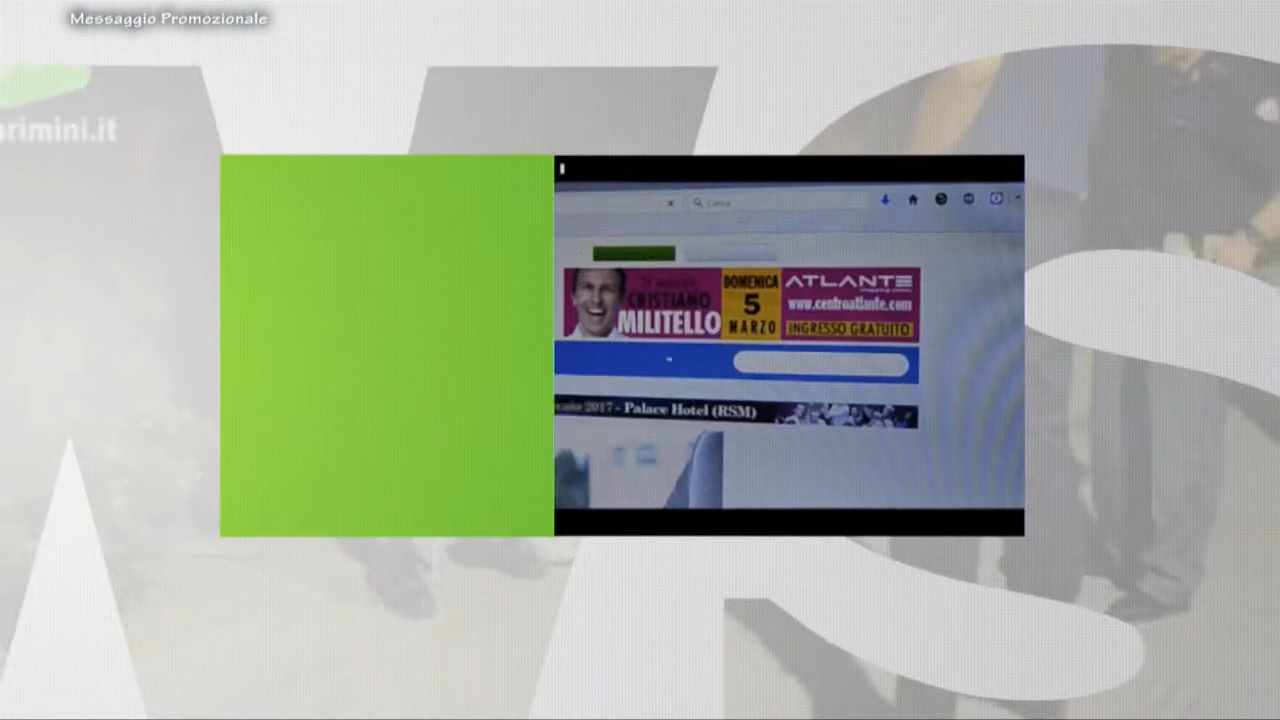 Messaggio Promozionale
rimini.it
Cerca
CRISTIANO
MILITELLO
DOMENICA
5
MARZO
ATLANTE
www.centroatlante.com
INGRESSO GRATUITO
2017 - Palace Hotel (RSM)